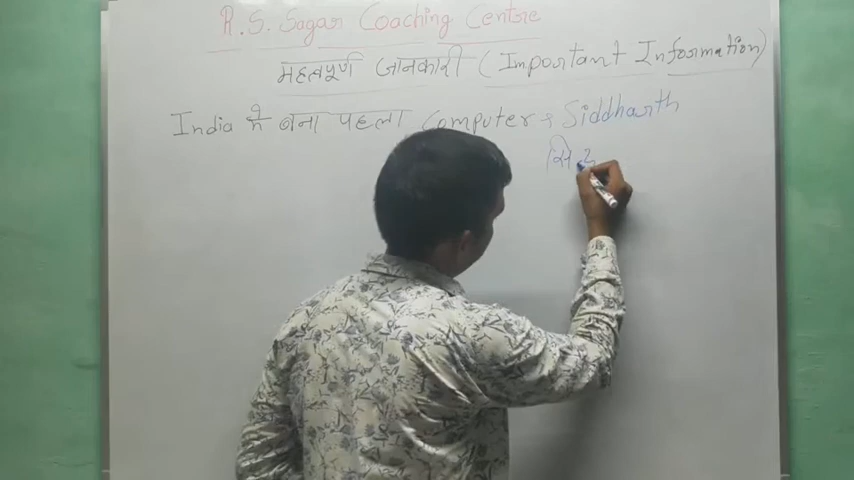 R.S. Sagar Coaching Centre
महत्वपूर्ण जानकारी (Important Information)
India में बना पहला Computer Siddharth
सि